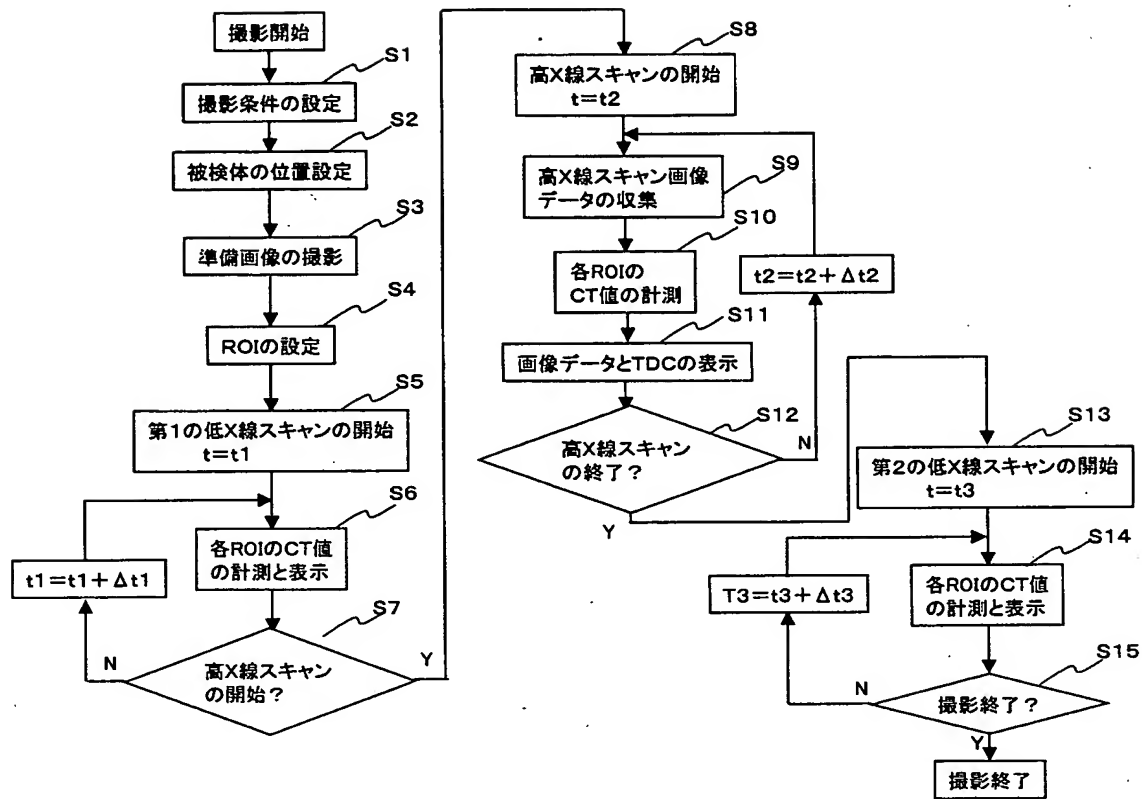 撮影開始
S1
撮影条件の設定
S2
被検体の位置設定
S3
準備画像の撮影
S4
ROIの設定
S5
第1の低X線スキャンの開始
t=t1
S6
各ROIのCT値
の計測と表示
t1=t1+Δt1
S7
高X線スキャン
の開始?
N
Y
S8
高X線スキャンの開始
t=t2
S9
高X線スキャン画像
データの収集
S10
各ROIの
CT値の計測
t2=t2+Δt2
S11
画像データとTDCの表示
S12
高X線スキャン
の終了?
N
Y
S13
第2の低X線スキャンの開始
t=t3
S14
各ROIのCT値
の計測と表示
T3=t3+Δt3
S15
撮影終了?
N
Y
撮影終了